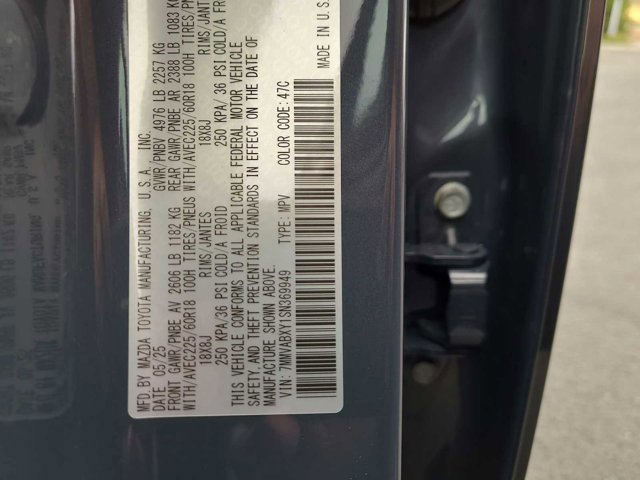 MFD.BY MAZDA TOYOTA MANUFACTURING, U.S.A., INC.
DATE 05/25 GVWR/PNBV 4976 LB 2257 KG
FRONT GAWR/PNBE AV 2606 LB 1182 KG REAR GAWR/PNBE AR 2388 LB 1083
WITH/AVEC225/60R18 100H TIRES/PNEUS WITH/AVEC225/60R18 100H TIRES/
18X8J RIMS/JANTES 18X8J RIMS/JANTES
250 KPA/36 PSI COLD/A FROID 250 KPA/ 36 PSI COLD/A
THIS VEHICLE CONFORMS TO ALL APPLICABLE FEDERAL MOTOR VEHICLE
SAFETY, AND THEFT PREVENTION STANDARDS IN EFFECT ON THE DATE OF
MANUFACTURE SHOWN ABOVE.
VIN: 7MMVABXY1SN369949 TYPE: MPV COLOR CODE: 47C MADE IN U.S.